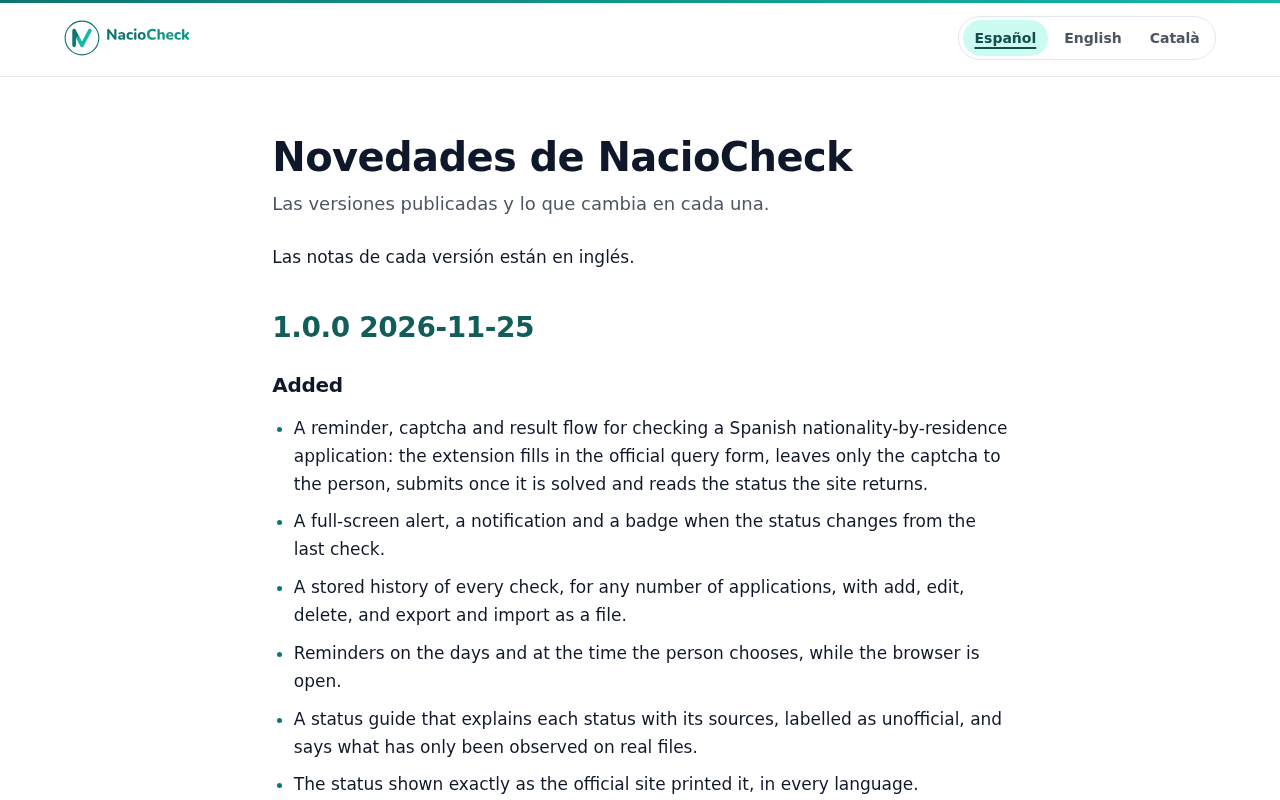 NacioCheck
Español English Català
Novedades de NacioCheck
Las versiones publicadas y lo que cambia en cada una.
Las notas de cada versión están en inglés.
1.0.0 2026-11-25
Added
A reminder, captcha and result flow for checking a Spanish nationality-by-residence
application: the extension fills in the official query form, leaves only the captcha to
the person, submits once it is solved and reads the status the site returns.
A full-screen alert, a notification and a badge when the status changes from the
last check.
A stored history of every check, for any number of applications, with add, edit,
delete, and export and import as a file.
Reminders on the days and at the time the person chooses, while the browser is
open.
A status guide that explains each status with its sources, labelled as unofficial, and
says what has only been observed on real files.
The status shown exactly as the official site printed it, in every language.